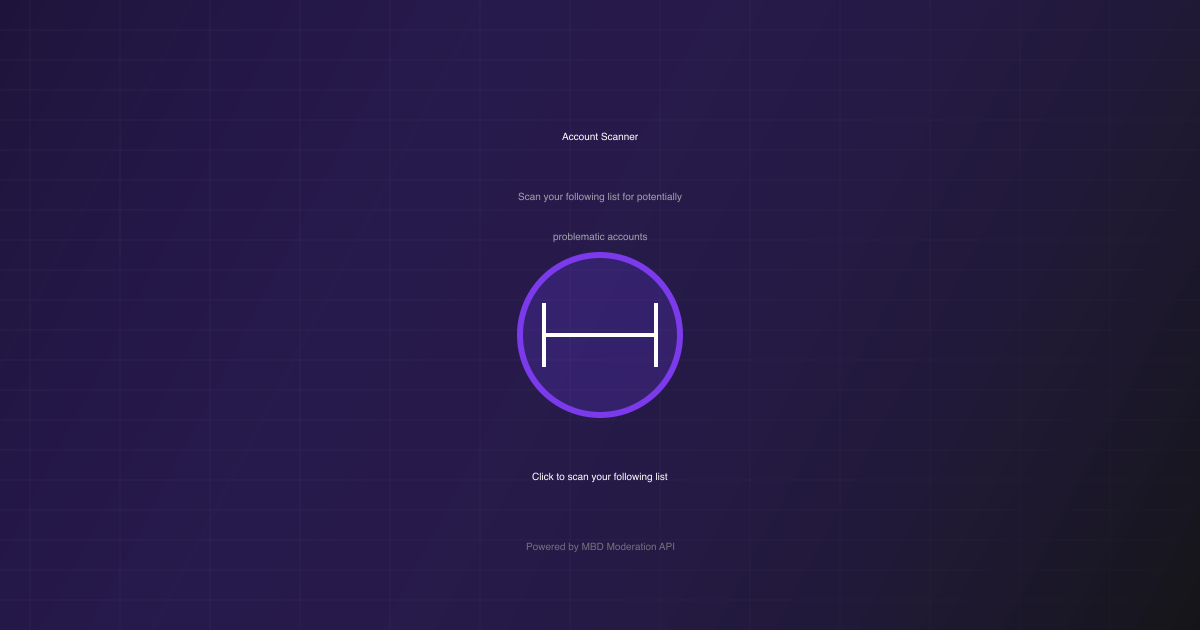 Account Scanner
Scan your following list for potentially
problematic accounts
Click to scan your following list
Powered by MBD Moderation API